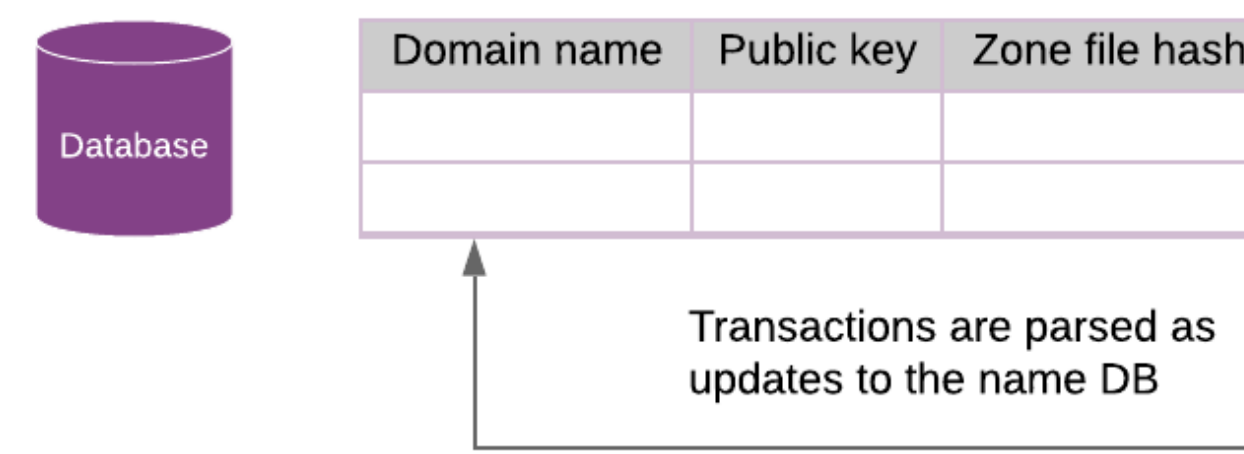 Domain name Public key Zone file hash
Database
Transactions are parsed as
updates to the name DB